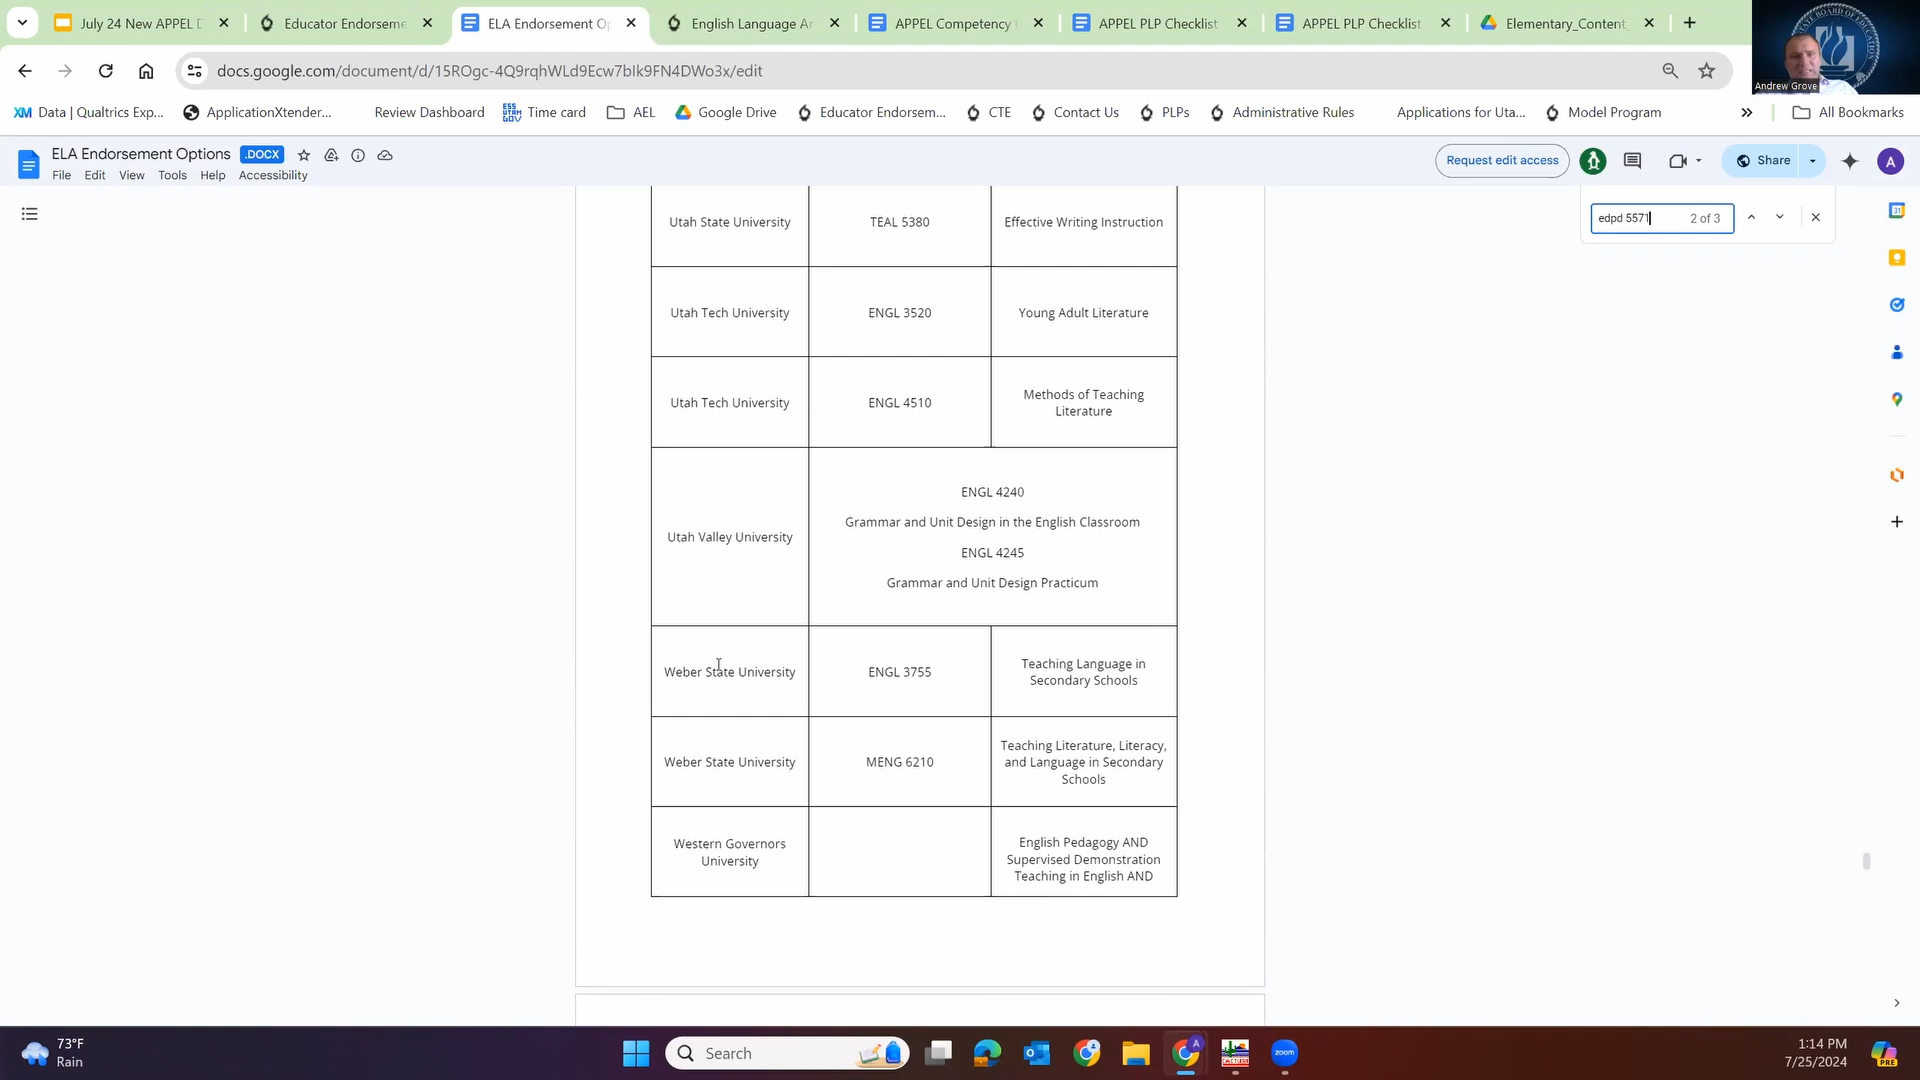 July 24 New APPEL D
Educator Endorseme
ELA Endorsement Op
English Language Ar
APPEL Competency
APPEL PLP Checklist
APPEL PLP Checklist
Elementary_Content_
docs.google.com/document/d/15ROgc-4Q9rqhWLd9Ecw7bIk9FN4DWo3x/edit
Andrew Grove
XM Data | Qualtrics Exp...
ApplicationXtender...
Review Dashboard
Time card
AEL
Google Drive
Educator Endorsem...
CTE
Contact Us
PLPs
Administrative Rules
Applications for Uta...
Model Program
All Bookmarks
ELA Endorsement Options .DOCX
Request edit access
Share
A
File Edit View Tools Help Accessibility
edpd 5571 2 of 3
Utah State University TEAL 5380 Effective Writing Instruction
Utah Tech University ENGL 3520 Young Adult Literature
Utah Tech University ENGL 4510 Methods of Teaching
Literature
Utah Valley University
ENGL 4240
Grammar and Unit Design in the English Classroom
ENGL 4245
Grammar and Unit Design Practicum
Weber State University ENGL 3755 Teaching Language in
Secondary Schools
Weber State University MENG 6210 Teaching Literature, Literacy,
and Language in Secondary
Schools
Western Governors
University
English Pedagogy AND
Supervised Demonstration
Teaching in English AND
73°F
Rain
Search
zoom
1:14 PM
7/25/2024
PRE